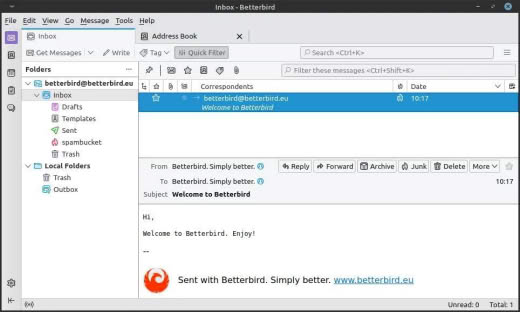 Inbox - Betterbird
File Edit View Go Message Tools Help
Inbox Address Book
Get Messages Write Tag Quick Filter Search <Ctrl+K>
Folders Filter these messages <Ctrl+Shift+K>
betterbird@betterbird.eu Correspondents Date
Inbox betterbird@betterbird.eu 10:17
Welcome to Betterbird
Drafts
Templates
Sent
spambucket
Trash
Local Folders
Trash
Outbox
From Betterbird. Simply better. Reply Forward Archive Junk Delete More
To Betterbird. Simply better. 10:17
Subject Welcome to Betterbird
Hi,
Welcome to Betterbird. Enjoy!
--
Sent with Betterbird. Simply better. www.betterbird.eu
Unread: 0 Total: 1